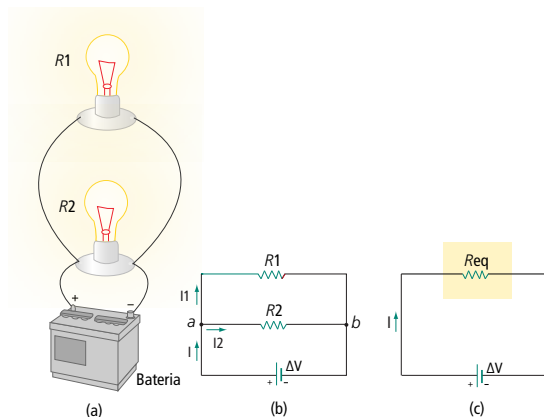 R1
R2
+ −
Bateria
(a)
R1
I1
R2
a b
I2
I
ΔV
+ −
(b)
Req
I
ΔV
+ −
(c)